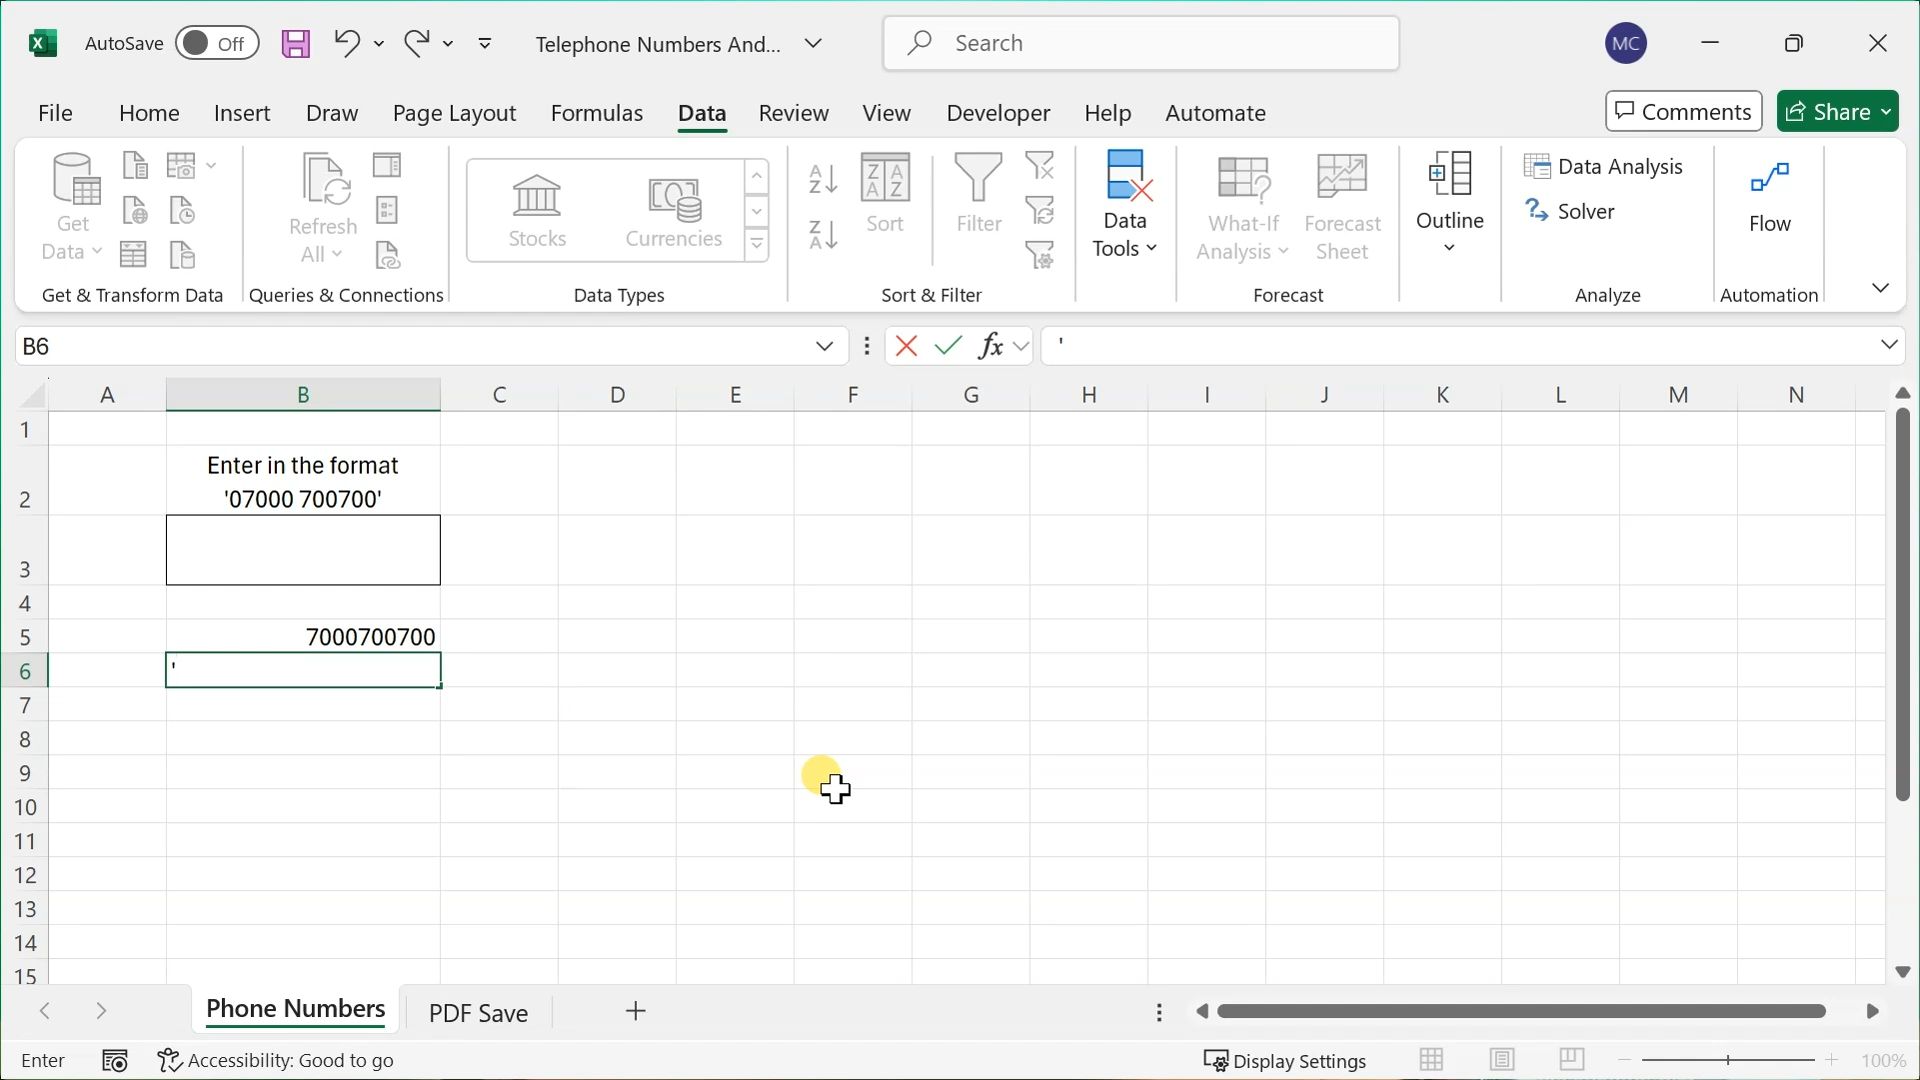 AutoSave Off Telephone Numbers And... Search MC
File Home Insert Draw Page Layout Formulas Data Review View Developer Help Automate Comments Share
Get Data
Get & Transform Data
Refresh All
Queries & Connections
Stocks Currencies
Data Types
Sort Filter
Sort & Filter
Data Tools
What-If Analysis Forecast Sheet
Forecast
Outline
Data Analysis
Solver
Analyze
Flow
Automation
B6 fx '
A B C D E F G H I J K L M N
1
2 Enter in the format
'07000 700700'
3
4
5 7000700700
6 '
7
8
9
10
11
12
13
14
15
Phone Numbers PDF Save
Enter Accessibility: Good to go Display Settings 100%